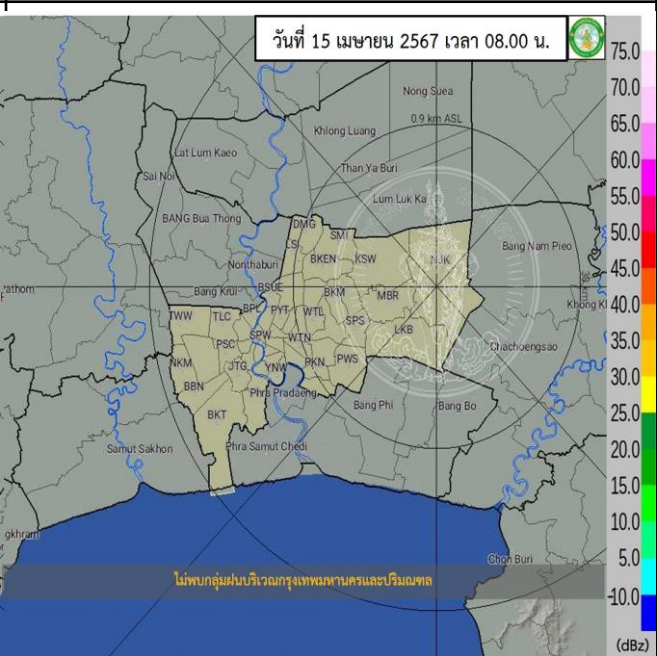 วันที่ 15 เมษายน 2567 เวลา 08.00 น.
75.0
70.0
65.0
60.0
55.0
50.0
45.0
40.0
35.0
30.0
25.0
20.0
15.0
10.0
5.0
-10.0
(dBz)
Nong Suea
0.9 km ASL
Khlong Luang
Lat Lum Kaeo
Than Ya Buri
Sai Noi
Lum Luk Ka
BANG Bua Thong
DMG
SMI
LSI
Bang Nam Pieo
BKEN
KSW
NJK
Nonthaburi
BSUE
Bang Krui
BKM
MBR
TWW
TLC
BPL
PYT
WTL
SPS
LKB
SPW
WTN
PSC
Chachoengsao
NKM
JTG
YNW
PKN
PWS
BBN
Phra Pradaeng
BKT
Bang Phi
Bang Bo
Samut Sakhon
Phra Samut Chedi
gkhram
Chon Buri
ไม่พบกลุ่มฝนบริเวณกรุงเทพมหานครและปริมณฑล